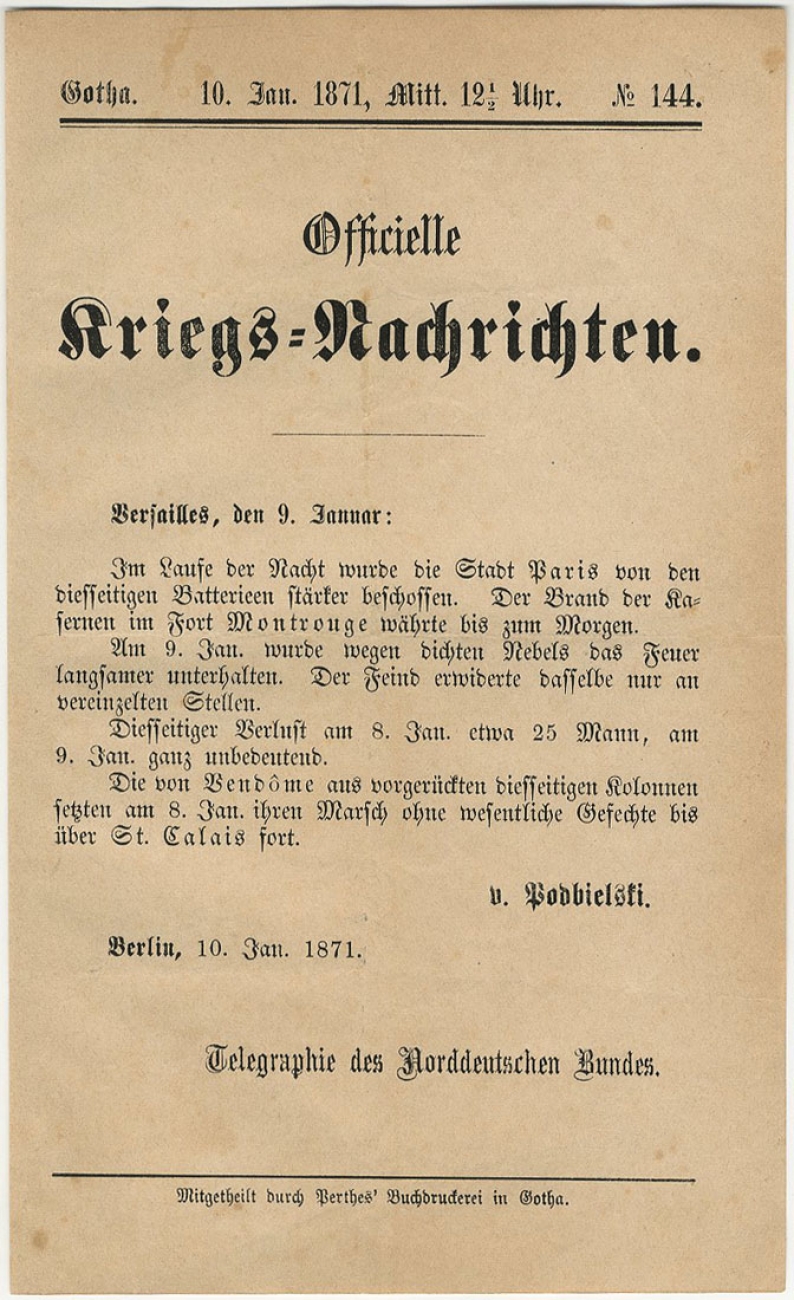 Gotha. 10. Jan. 1871, Mitt. 12½ Uhr. № 144.
Officielle
Kriegs=Nachrichten.
Versailles, den 9. Januar:
Im Laufe der Nacht wurde die Stadt Paris von den
diesseitigen Batterieen stärker beschossen. Der Brand der Ka=
sernen im Fort Montrouge währte bis zum Morgen.
Am 9. Jan. wurde wegen dichten Nebels das Feuer
langsamer unterhalten. Der Feind erwiderte dasselbe nur an
vereinzelten Stellen.
Diesseitiger Verlust am 8. Jan. etwa 25 Mann, am
9. Jan. ganz unbedeutend.
Die von Vendôme aus vorgerückten diesseitigen Kolonnen
setzten am 8. Jan. ihren Marsch ohne wesentliche Gefechte bis
über St. Calais fort.
v. Podbielski.
Berlin, 10. Jan. 1871.
Telegraphie des Norddeutschen Bundes.
Mitgetheilt durch Perthes' Buchdruckerei in Gotha.